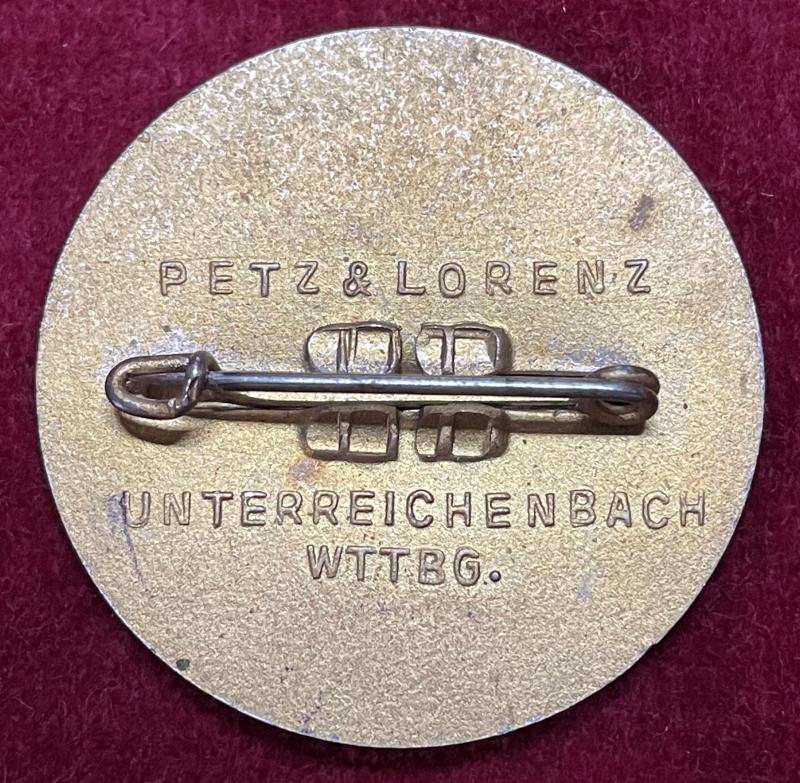 PETZ & LORENZ
UNTERREICHENBACH
WTTBG.